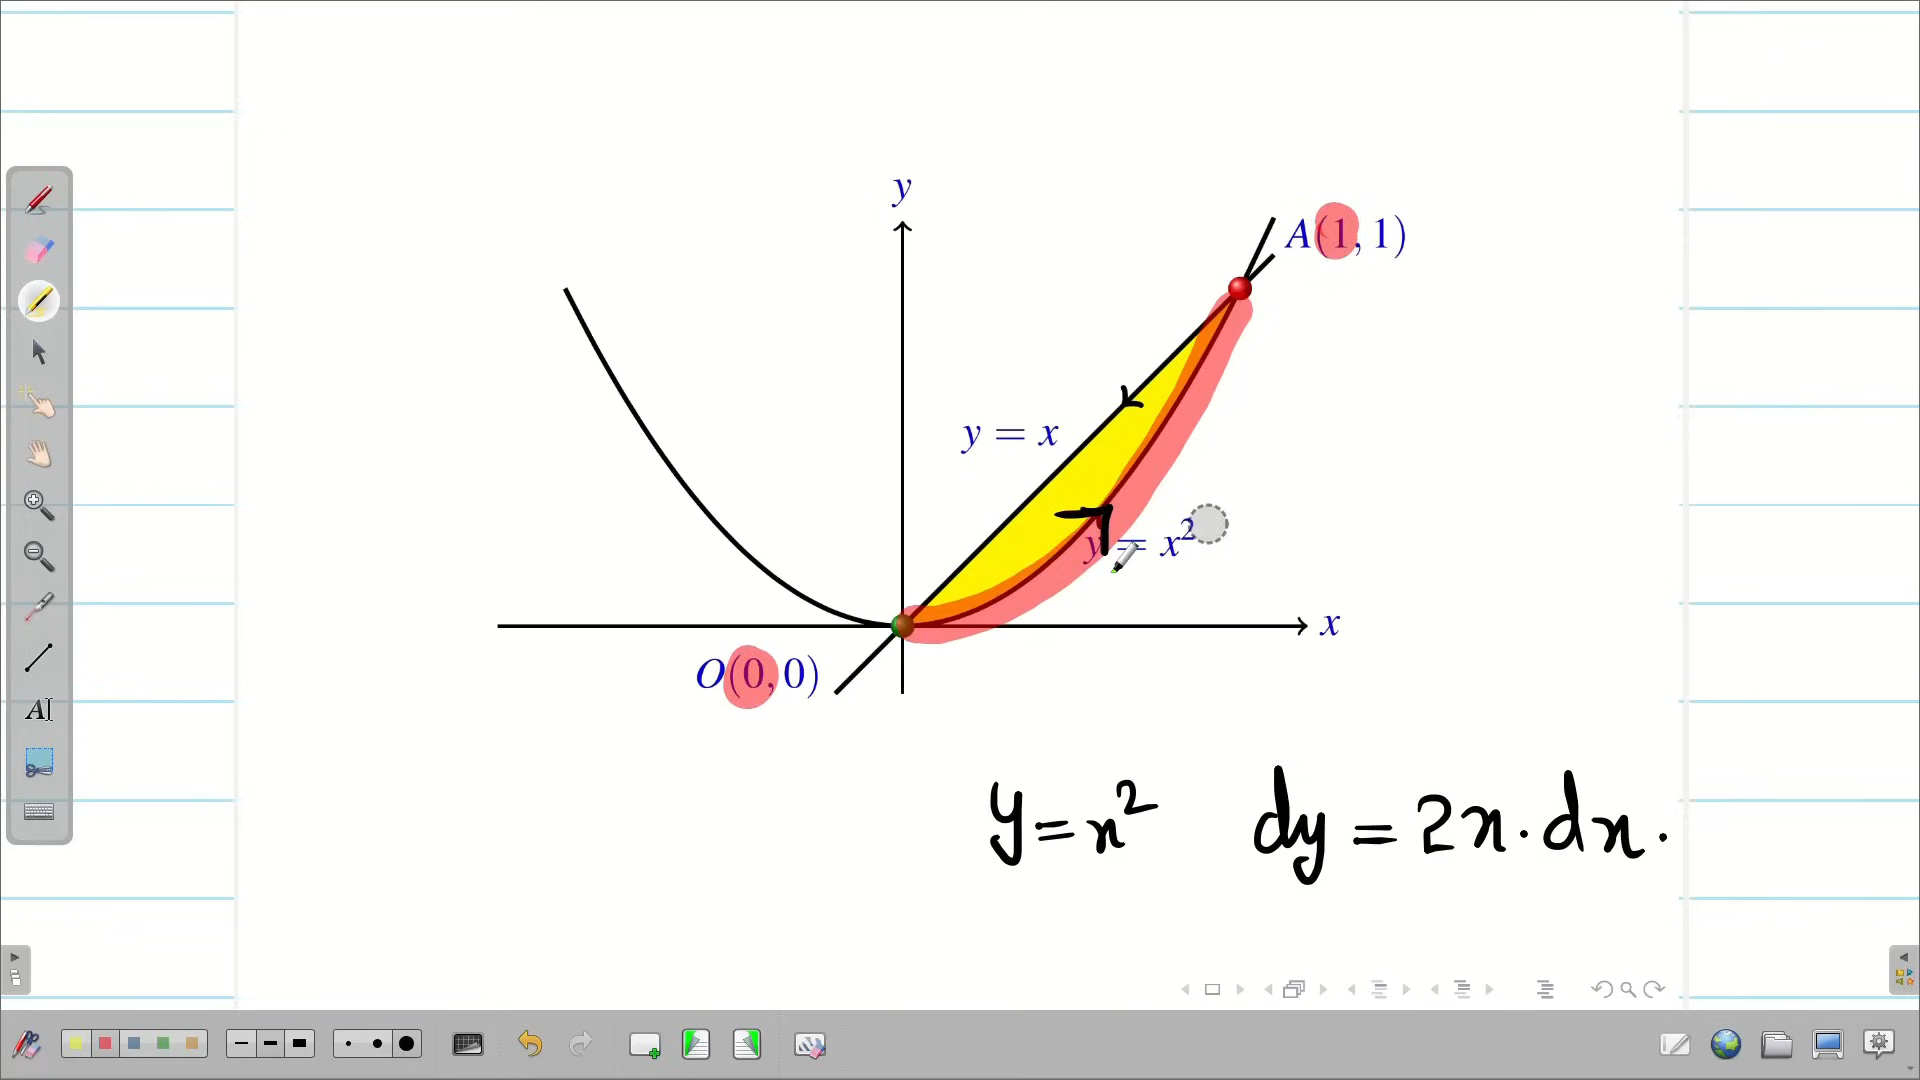 y
A(1, 1)
y = x
y = x²
x
O(0, 0)
y = x² dy = 2x · dx ·